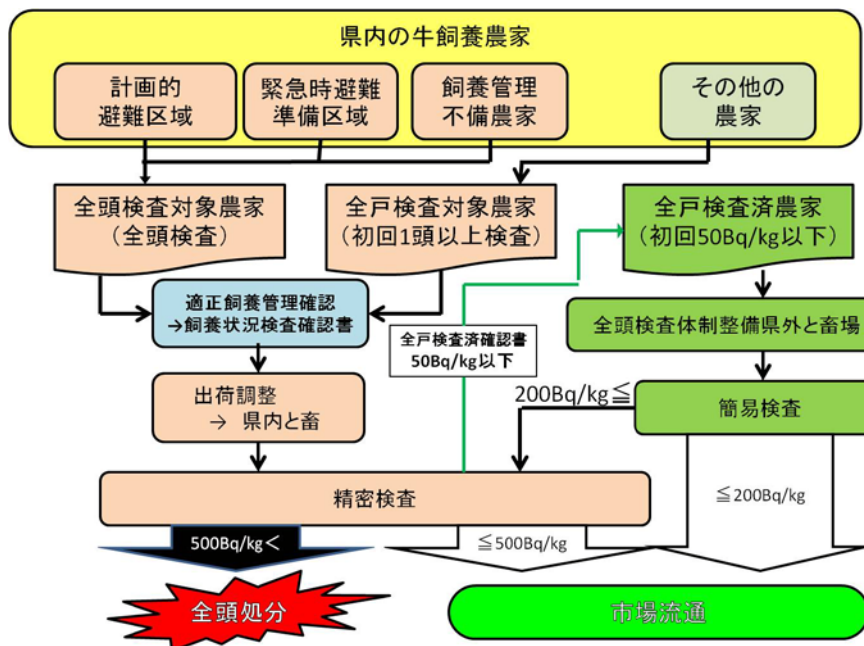 県内の牛飼養農家
計画的
避難区域
緊急時避難
準備区域
飼養管理
不備農家
その他の
農家
全頭検査対象農家
（全頭検査）
全戸検査対象農家
（初回1頭以上検査）
全戸検査済農家
（初回50Bq/kg以下）
適正飼養管理確認
→飼養状況検査確認書
全戸検査済確認書
50Bq/kg以下
全頭検査体制整備県外と畜場
出荷調整
→ 県内と畜
200Bq/kg≦
簡易検査
精密検査
≦200Bq/kg
500Bq/kg<
≦500Bq/kg
全頭処分
市場流通